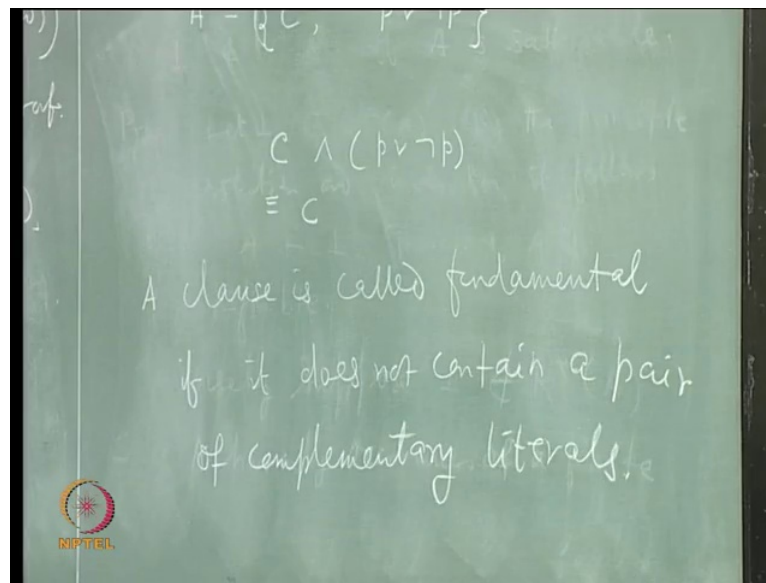 A = {C, p ∨ ¬p}
C ∧ (p ∨ ¬p)
≡ C
A clause is called fundamental
if it does not contain a pair
of complementary literals.
NPTEL